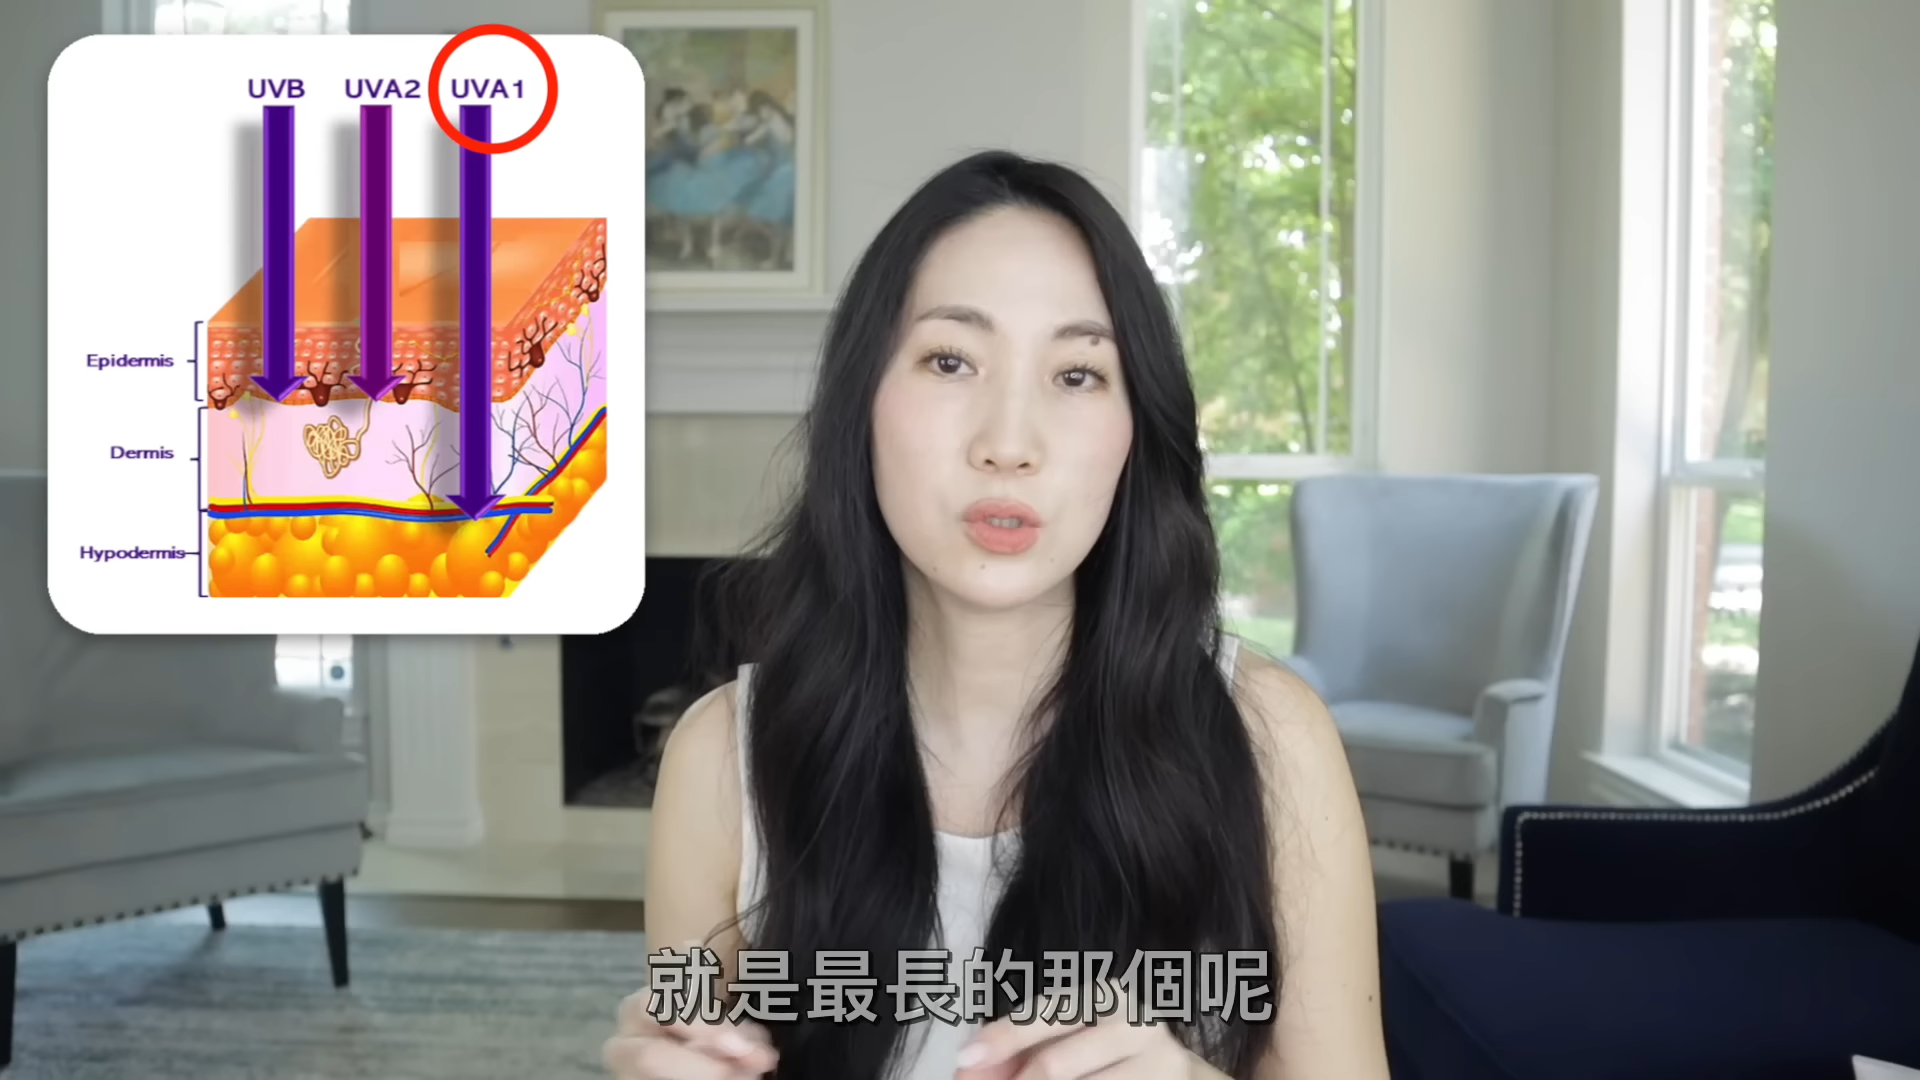 UVB UVA2 UVA1
Epidermis
Dermis
Hypodermis
就是最長的那個呢